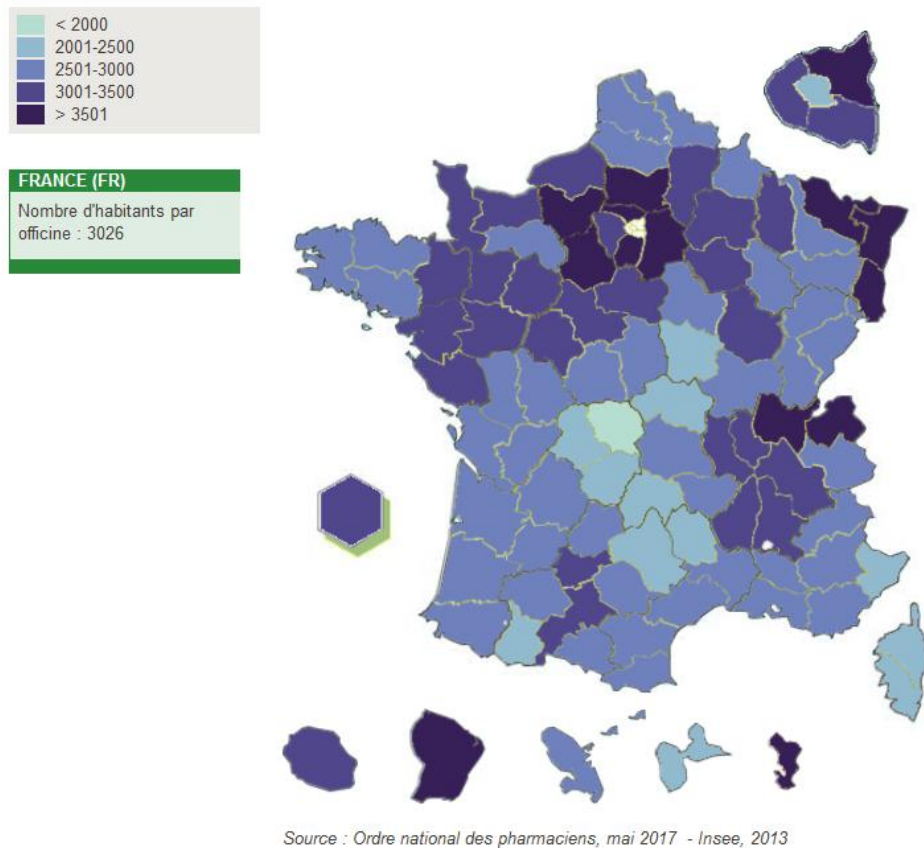 < 2000
2001-2500
2501-3000
3001-3500
> 3501
FRANCE (FR)
Nombre d'habitants par
officine : 3026
Source : Ordre national des pharmaciens, mai 2017 - Insee, 2013